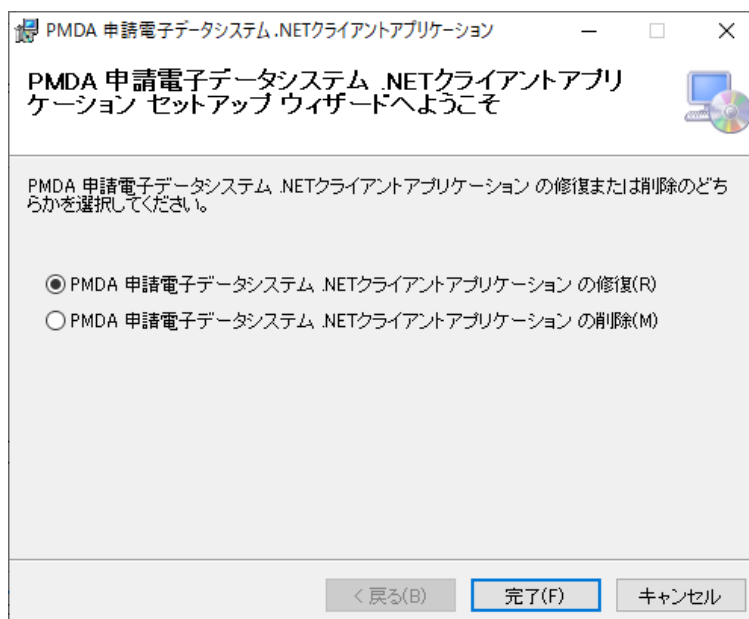 PMDA 申請電子データシステム .NETクライアントアプリケーション
PMDA 申請電子データシステム .NETクライアントアプリ
ケーション セットアップ ウィザードへようこそ
PMDA 申請電子データシステム .NETクライアントアプリケーション の修復または削除のどち
らかを選択してください。
PMDA 申請電子データシステム .NETクライアントアプリケーション の修復(R)
PMDA 申請電子データシステム .NETクライアントアプリケーション の削除(M)
< 戻る(B)
完了(F)
キャンセル